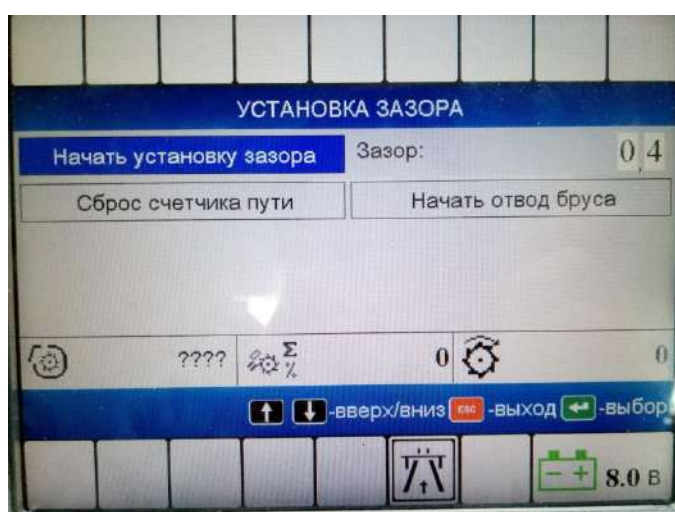 УСТАНОВКА ЗАЗОРА
Начать установку зазора Зазор: 0,4
Сброс счетчика пути Начать отвод бруса
???? Σ % 0 0
-вверх/вниз ESC -выход -выбор
- + 8.0 В